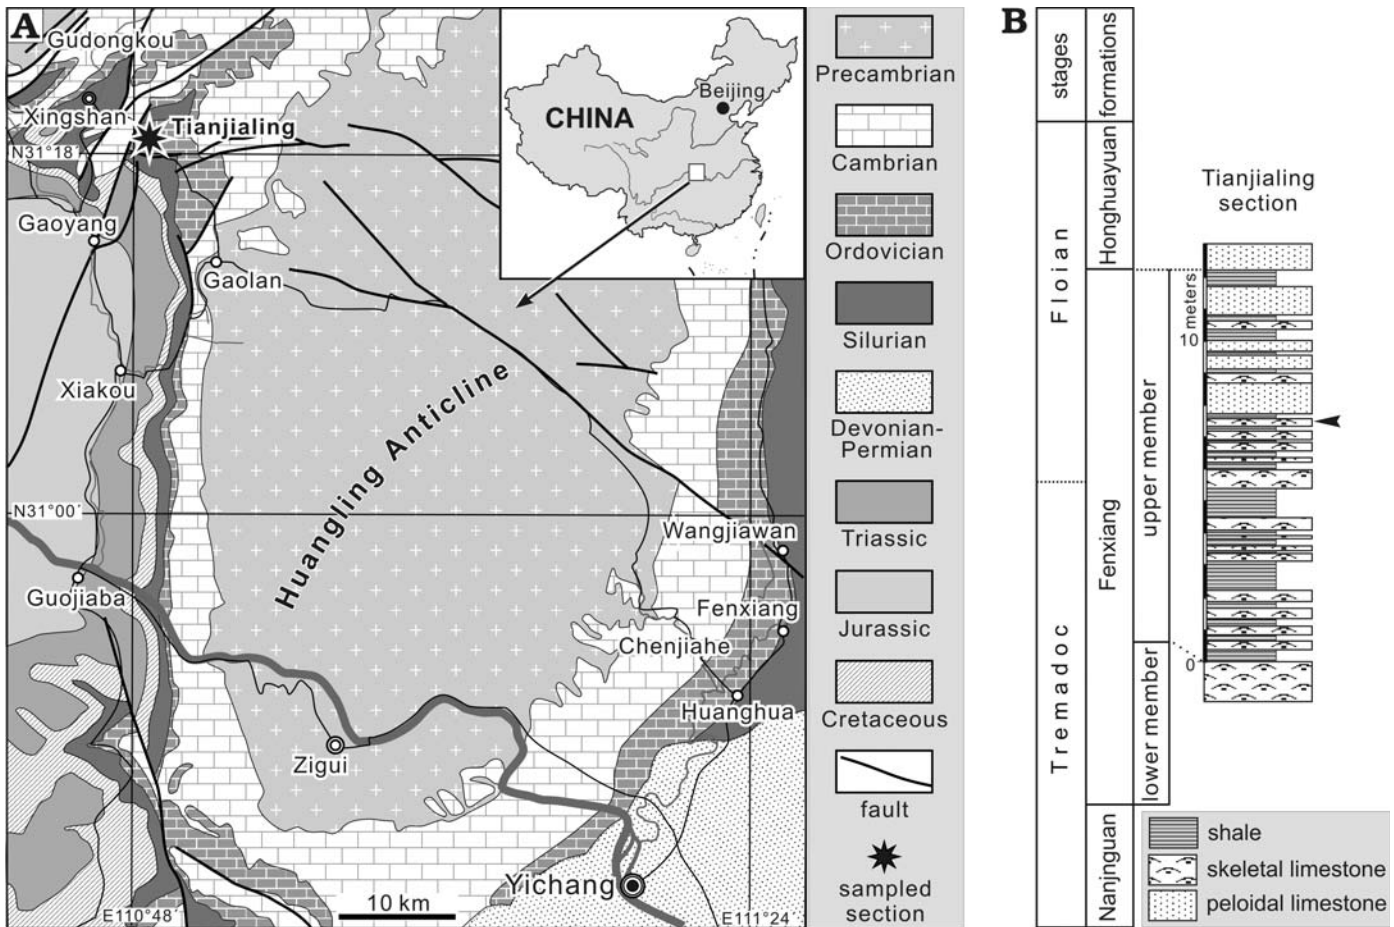 A
Gudongkou
Xingshan
Tianjialing
N31°18´
Gaoyang
Gaolan
Xiakou
Huangling Anticline
N31°00´
Guojiaba
Wangjiawan
Fenxiang
Chenjiahe
Huanghua
Zigui
Yichang
10 km
E110°48´
E111°24´
CHINA
Beijing
Precambrian
Cambrian
Ordovician
Silurian
Devonian-
Permian
Triassic
Jurassic
Cretaceous
fault
sampled
section
B
stages
formations
Floian
Tremadoc
Honghuayuan
Fenxiang
Nanjnguan
upper member
lower member
Tianjialing
section
meters
10
0
shale
skeletal limestone
peloidal limestone